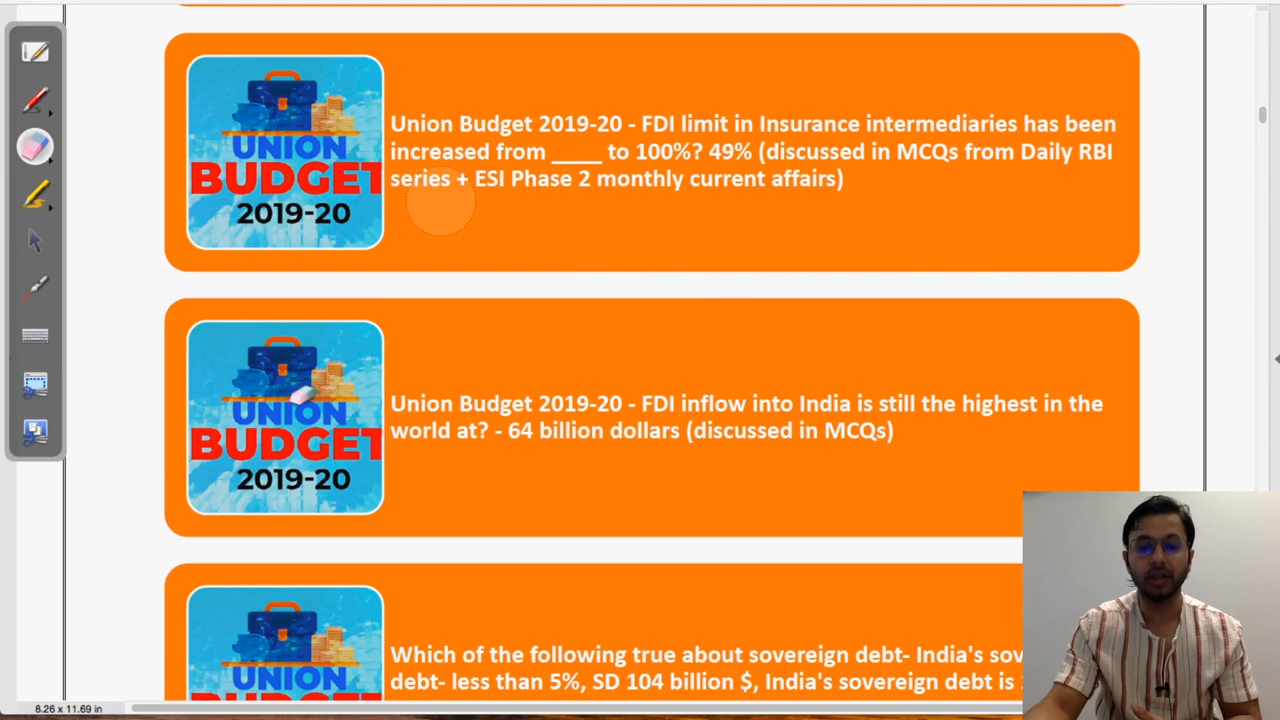 UNION
BUDGET
2019-20
Union Budget 2019-20 - FDI limit in Insurance intermediaries has been
increased from ____ to 100%? 49% (discussed in MCQs from Daily RBI
series + ESI Phase 2 monthly current affairs)
UNION
BUDGET
2019-20
Union Budget 2019-20 - FDI inflow into India is still the highest in the
world at? - 64 billion dollars (discussed in MCQs)
UNION
Which of the following true about sovereign debt- India's
debt- less than 5%, SD 104 billion $, India's sovereign debt is
8.26 x 11.69 in